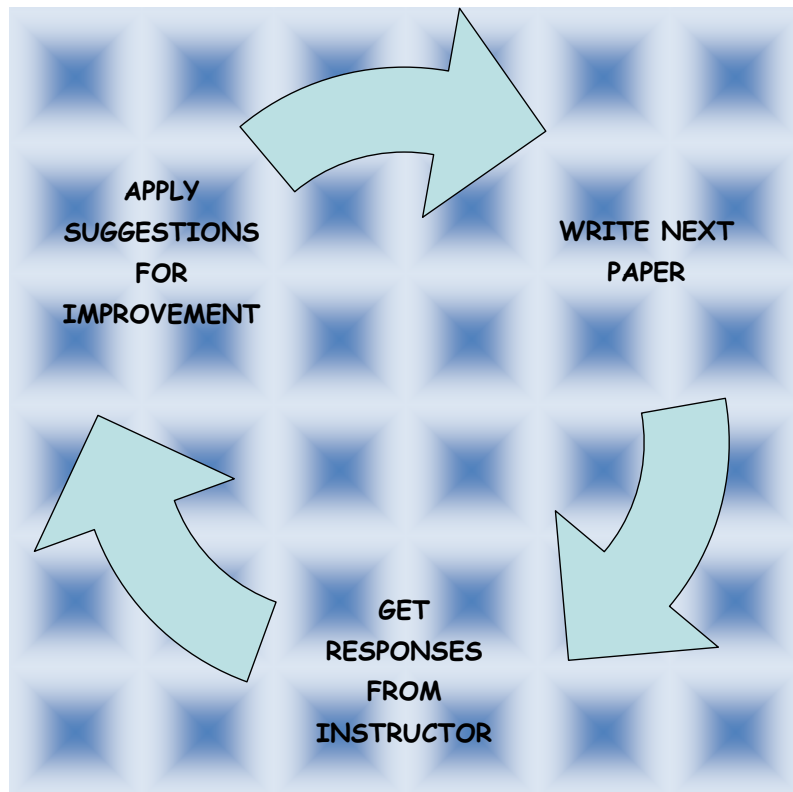 APPLY
SUGGESTIONS
FOR
IMPROVEMENT
WRITE NEXT
PAPER
GET
RESPONSES
FROM
INSTRUCTOR